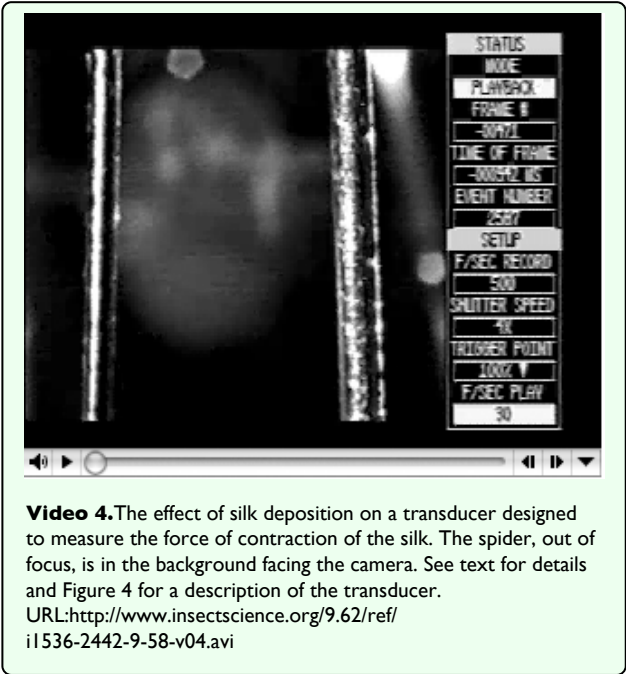 STATUS
MODE
PLAYBACK
FRAME #
-00471
TIME OF FRAME
-000942 MS
EVENT NUMBER
2587
SETUP
F/SEC RECORD
500
SHUTTER SPEED
4X
TRIGGER POINT
100% ▼
F/SEC PLAY
30
Video 4.The effect of silk deposition on a transducer designed
to measure the force of contraction of the silk. The spider, out of
focus, is in the background facing the camera. See text for details
and Figure 4 for a description of the transducer.
URL:http://www.insectscience.org/9.62/ref/
i1536-2442-9-58-v04.avi